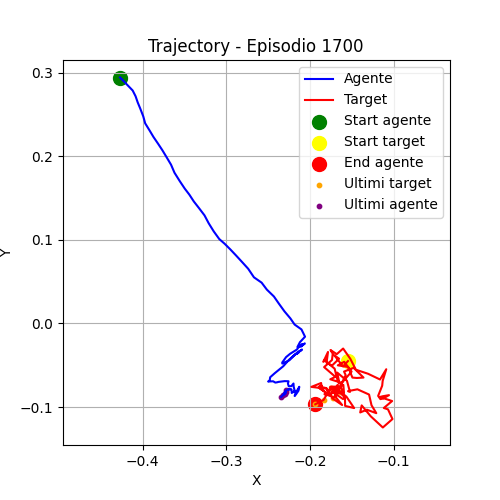 Trajectory - Episodio 1700
Agente
Target
Start agente
Start target
End agente
Ultimi target
Ultimi agente
0.3
0.2
0.1
0.0
−0.1
Y
−0.4
−0.3
−0.2
−0.1
X